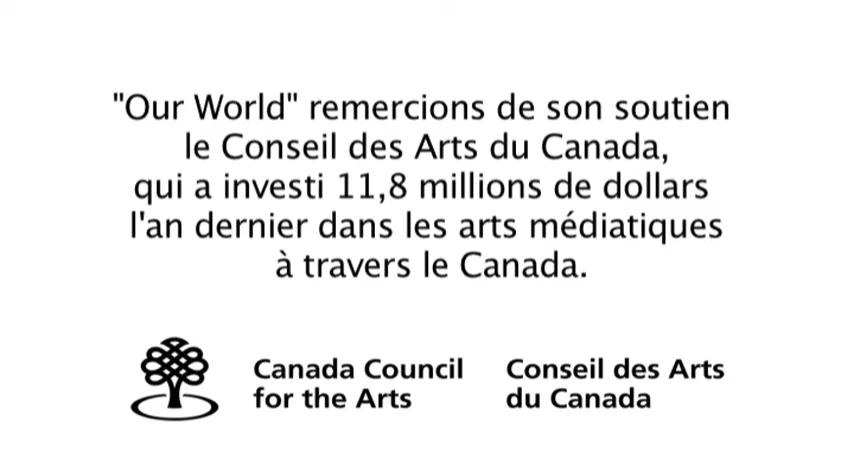 "Our World" remercions de son soutien
le Conseil des Arts du Canada,
qui a investi 11,8 millions de dollars
l'an dernier dans les arts médiatiques
à travers le Canada.
Canada Council
for the Arts
Conseil des Arts
du Canada